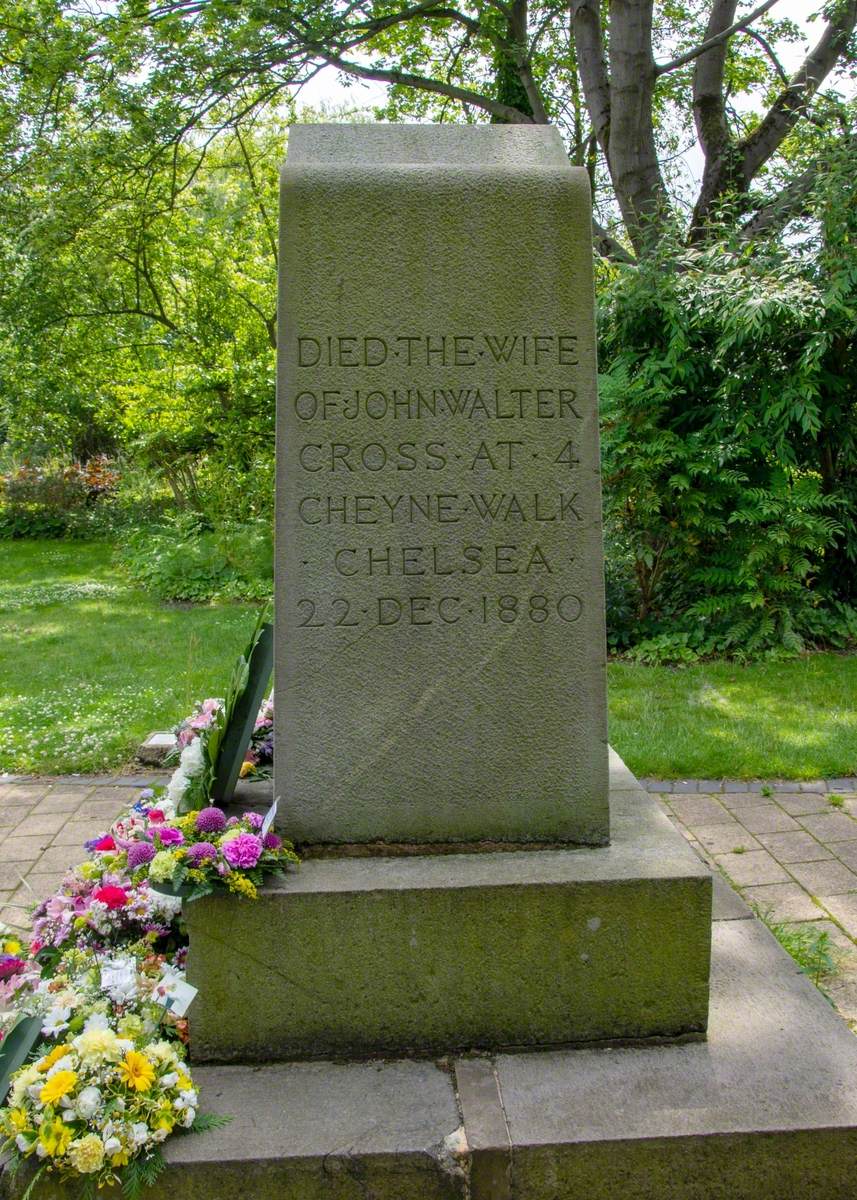 DIED·THE·WIFE
OF·JOHN·WALTER
CROSS·AT·4
CHEYNE·WALK
·CHELSEA·
22·DEC·1880